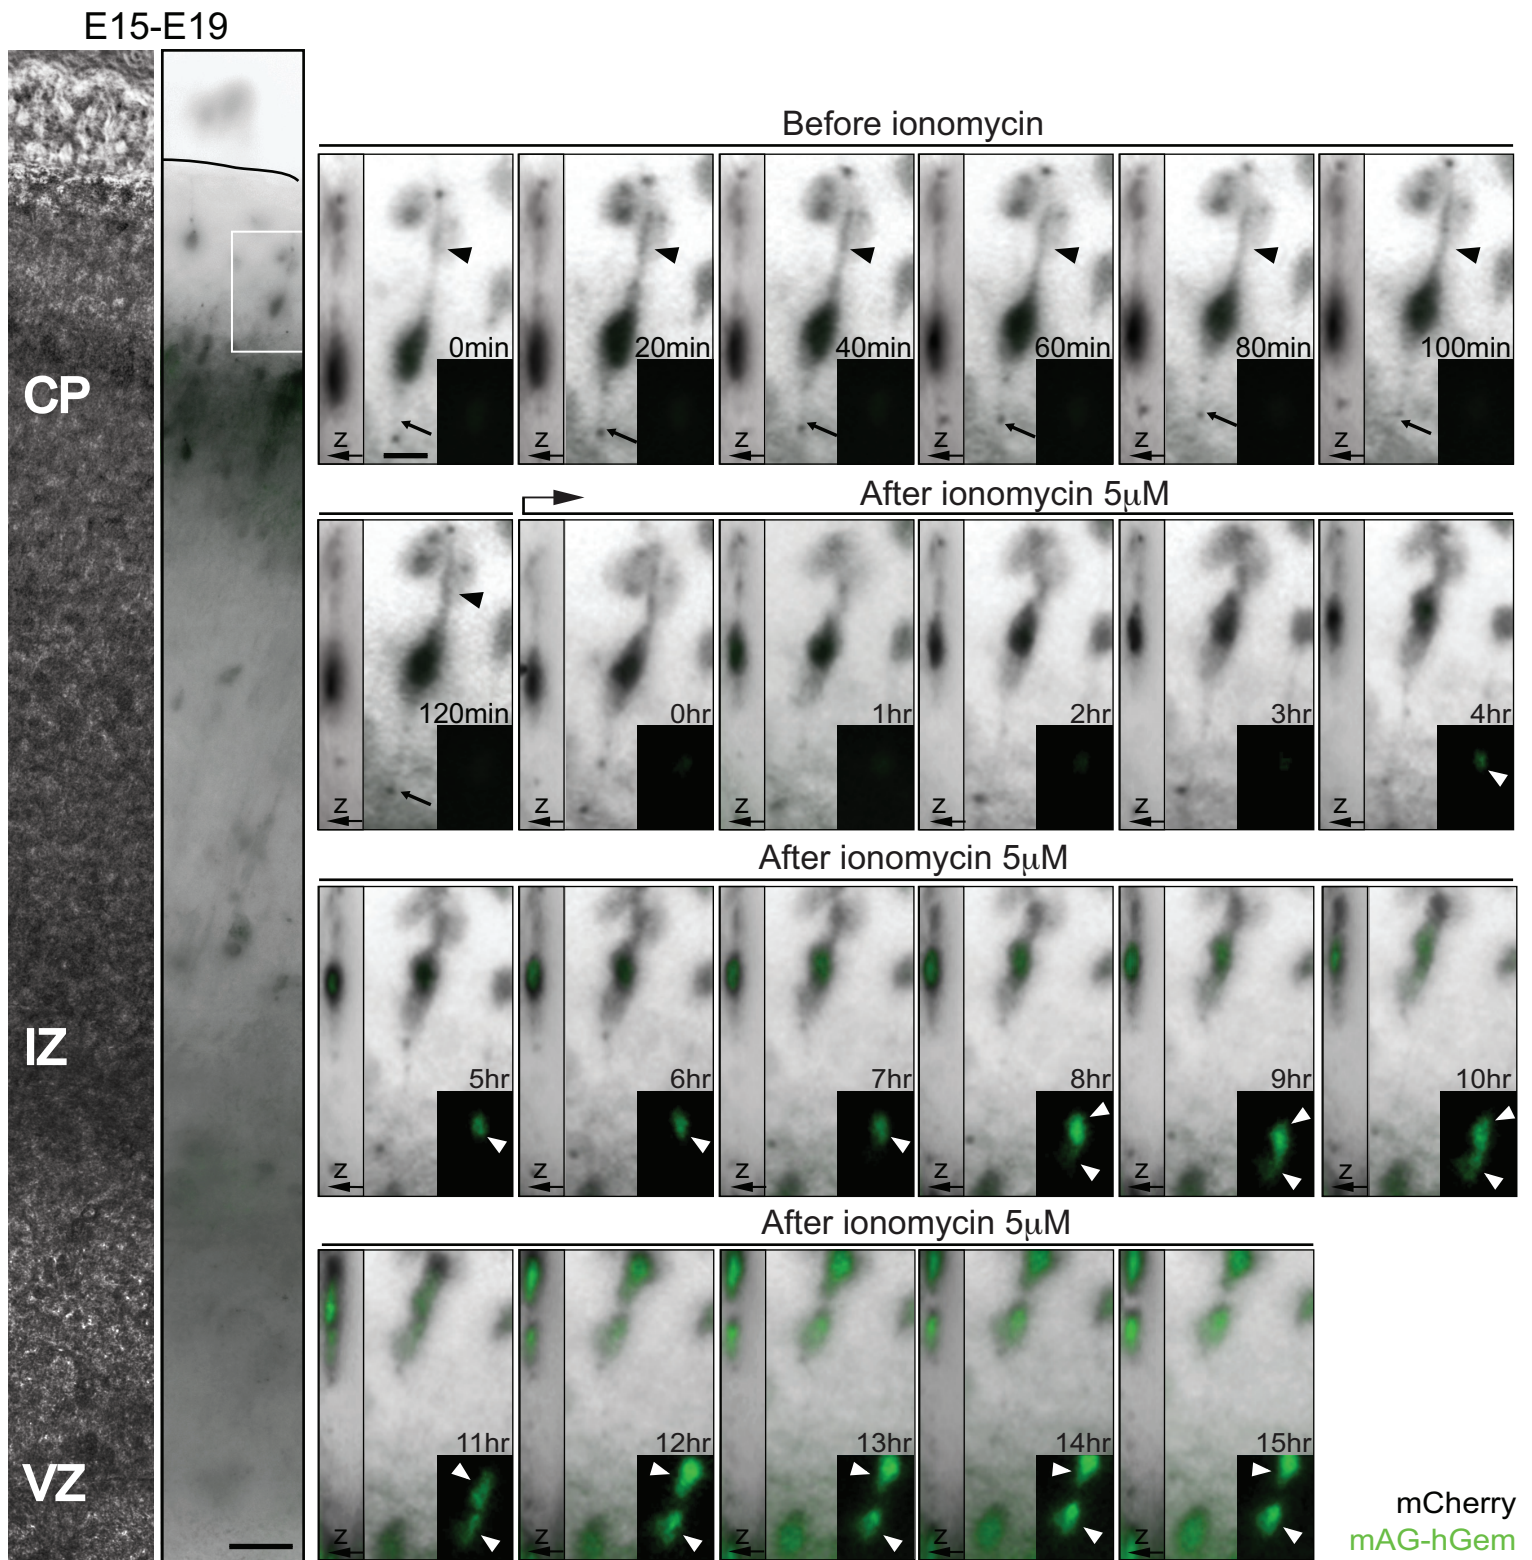 E15-E19
CP
IZ
VZ
Before ionomycin
0min 20min 40min 60min 80min 100min
z z z z z z
After ionomycin 5μM
120min 0hr 1hr 2hr 3hr 4hr
z z z z z z
After ionomycin 5μM
5hr 6hr 7hr 8hr 9hr 10hr
z z z z z z
After ionomycin 5μM
11hr 12hr 13hr 14hr 15hr
z z z z z
mCherry
mAG-hGem